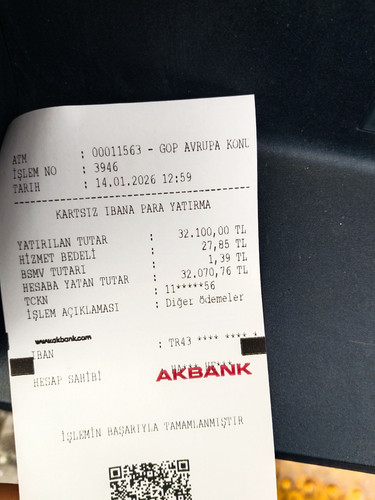 ATM : 00011563 - GOP AVRUPA KONU
İŞLEM NO : 3946
TARİH : 14.01.2026 12:59
KARTSIZ IBANA PARA YATIRMA
YATIRILAN TUTAR : 32.100,00 TL
HİZMET BEDELİ : 27,85 TL
BSMV TUTARI : 1,39 TL
HESABA YATAN TUTAR : 32.070,76 TL
TCKN : 11*****56
İŞLEM AÇIKLAMASI : Diğer ödemeler
www.akbank.com
IBAN : TR43 **** **** *
HESAP SAHİBİ :
AKBANK
İŞLEMİN BAŞARIYLA TAMAMLANMIŞTIR